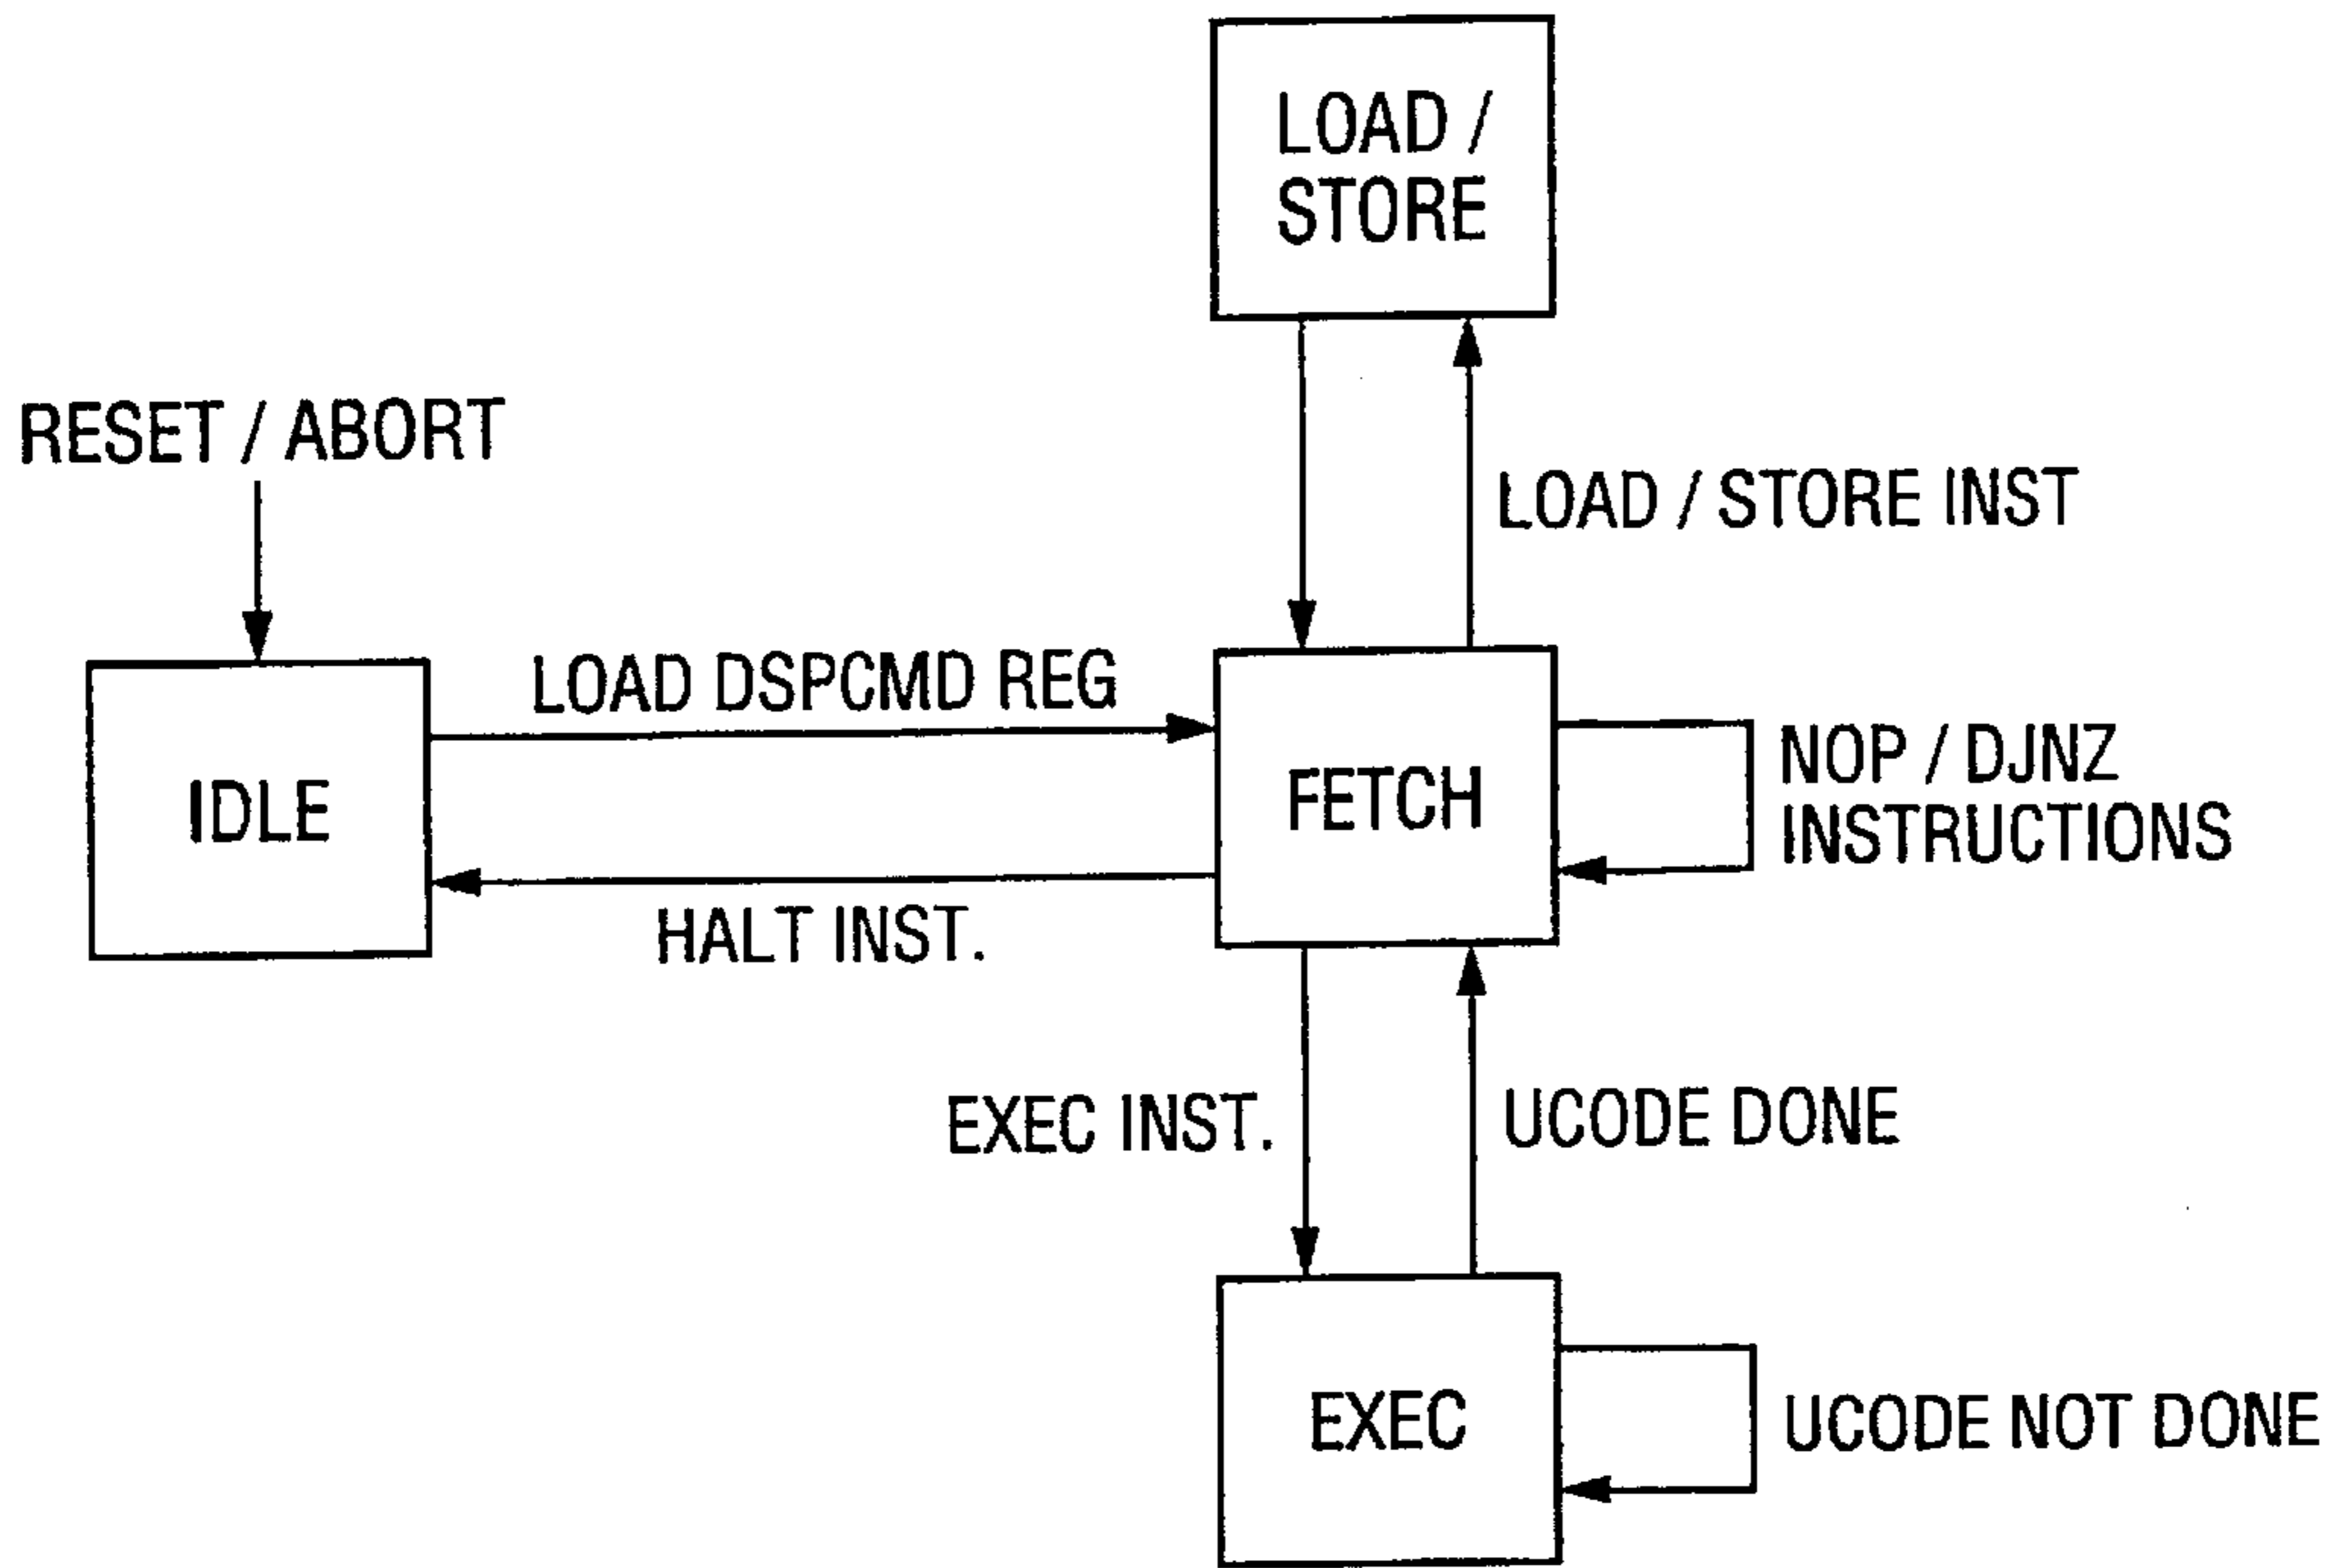 LOAD /
STORE
RESET / ABORT
LOAD / STORE INST
LOAD DSPCMD REG
IDLE
FETCH
NOP / DJNZ
INSTRUCTIONS
HALT INST.
EXEC INST.
UCODE DONE
EXEC
UCODE NOT DONE